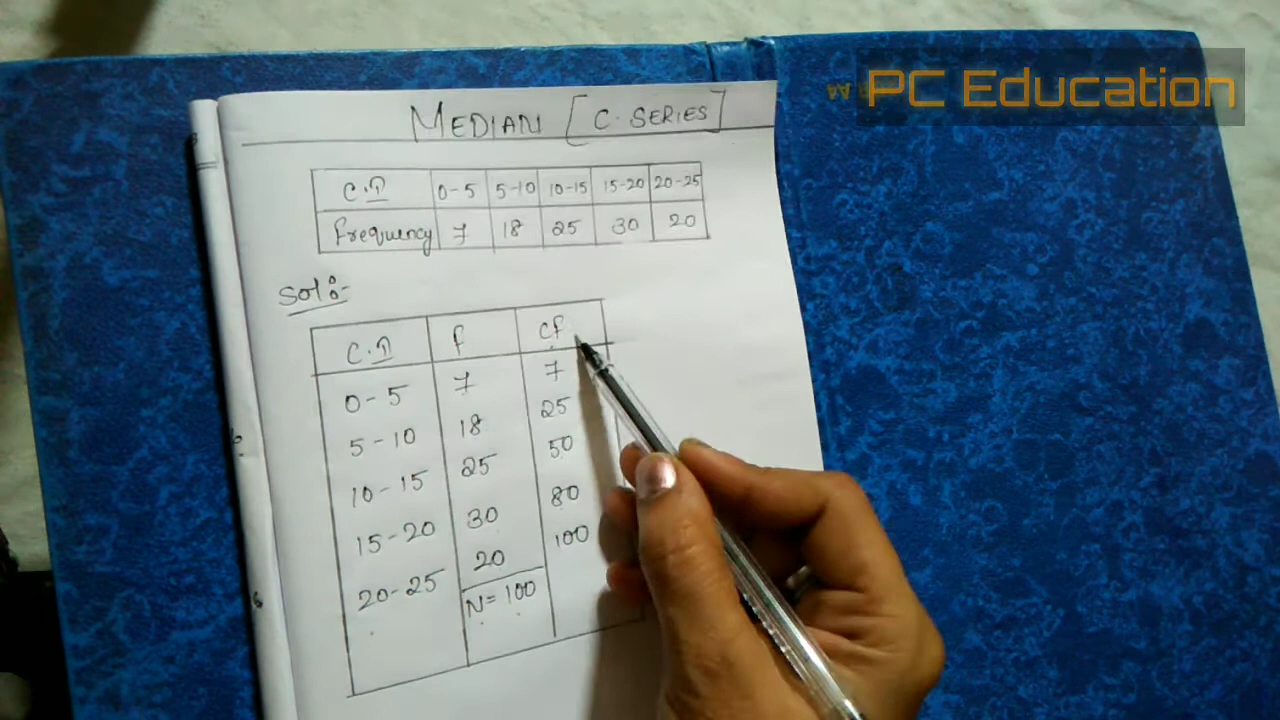 PC Education
MEDIAN [C. SERIES]
C.I 0-5 5-10 10-15 15-20 20-25
frequency 7 18 25 30 20
Sol:-
C.I f cf
0-5 7 7
5-10 18 25
10-15 25 50
15-20 30 80
20-25 20 100
N= 100